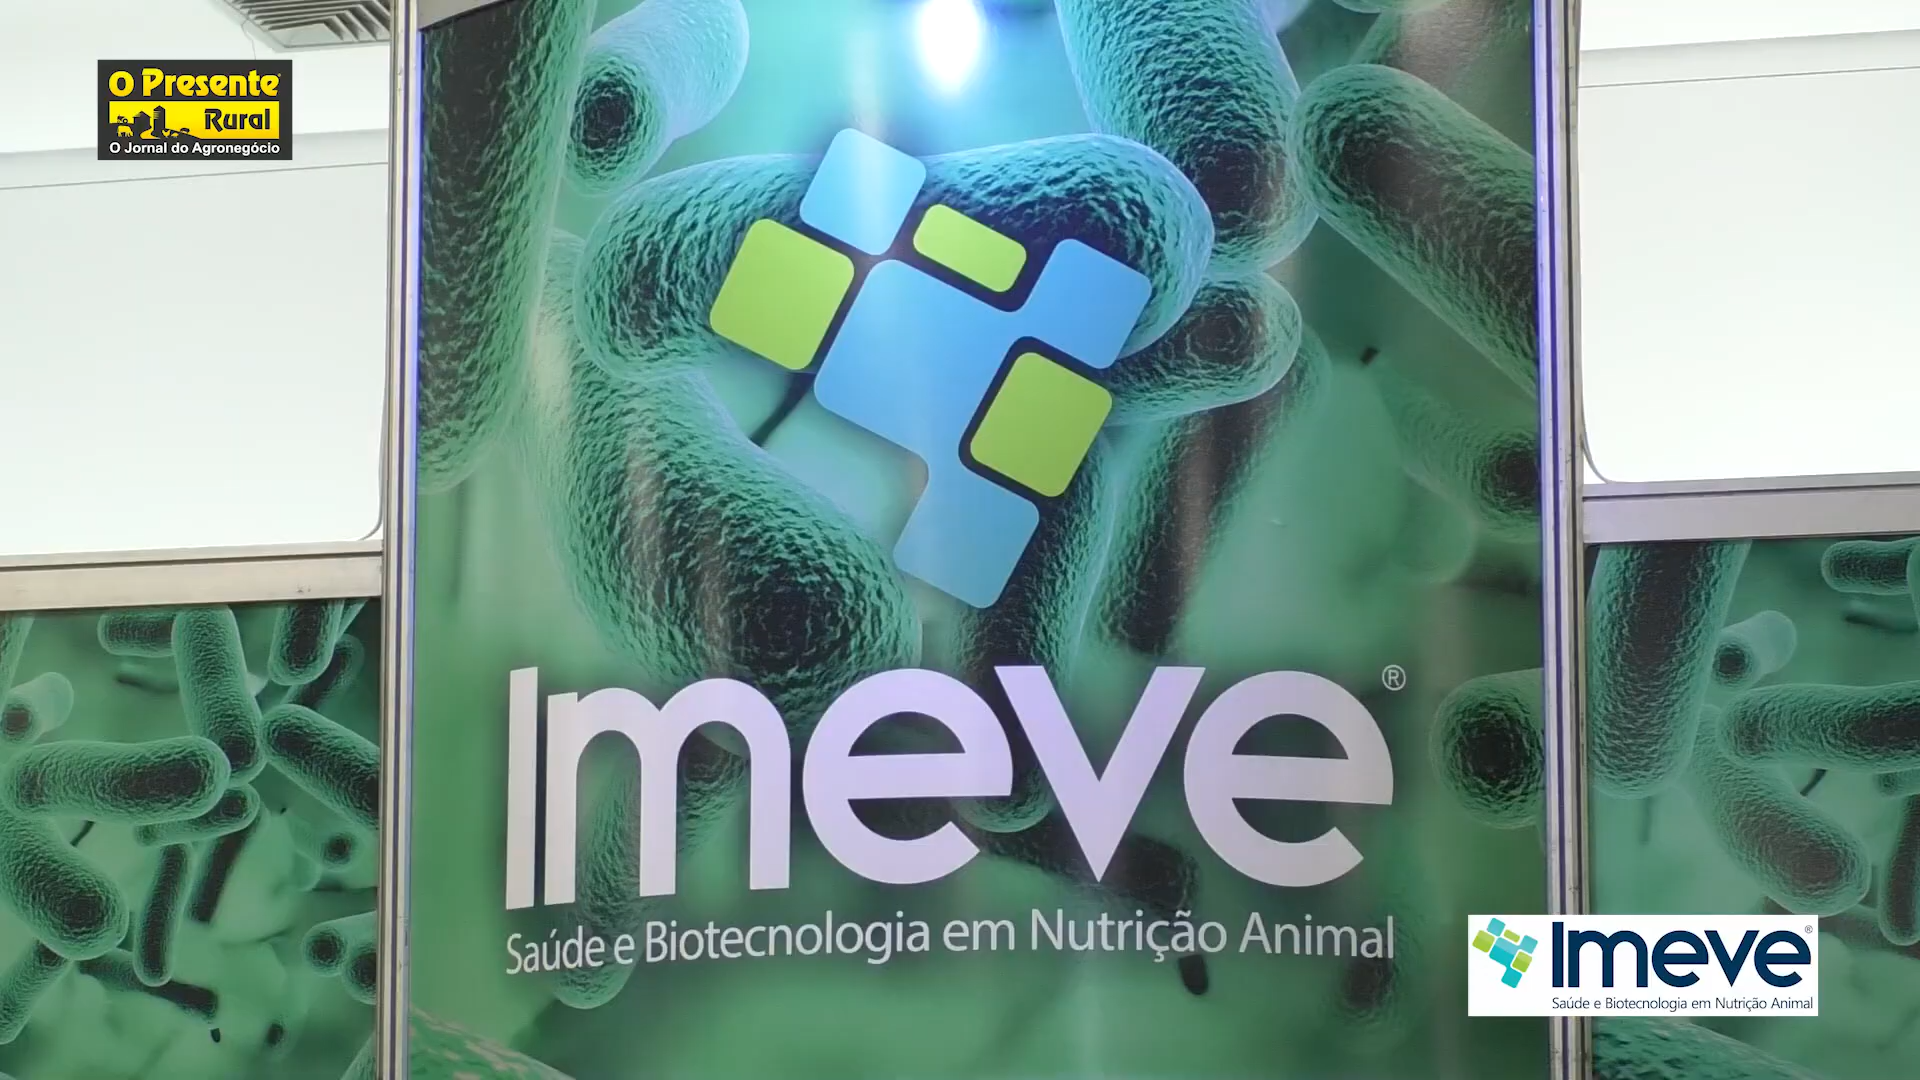 O Presente
Rural
O Jornal do Agronegócio
Imeve®
Saúde e Biotecnologia em Nutrição Animal
Imeve®
Saúde e Biotecnologia em Nutrição Animal